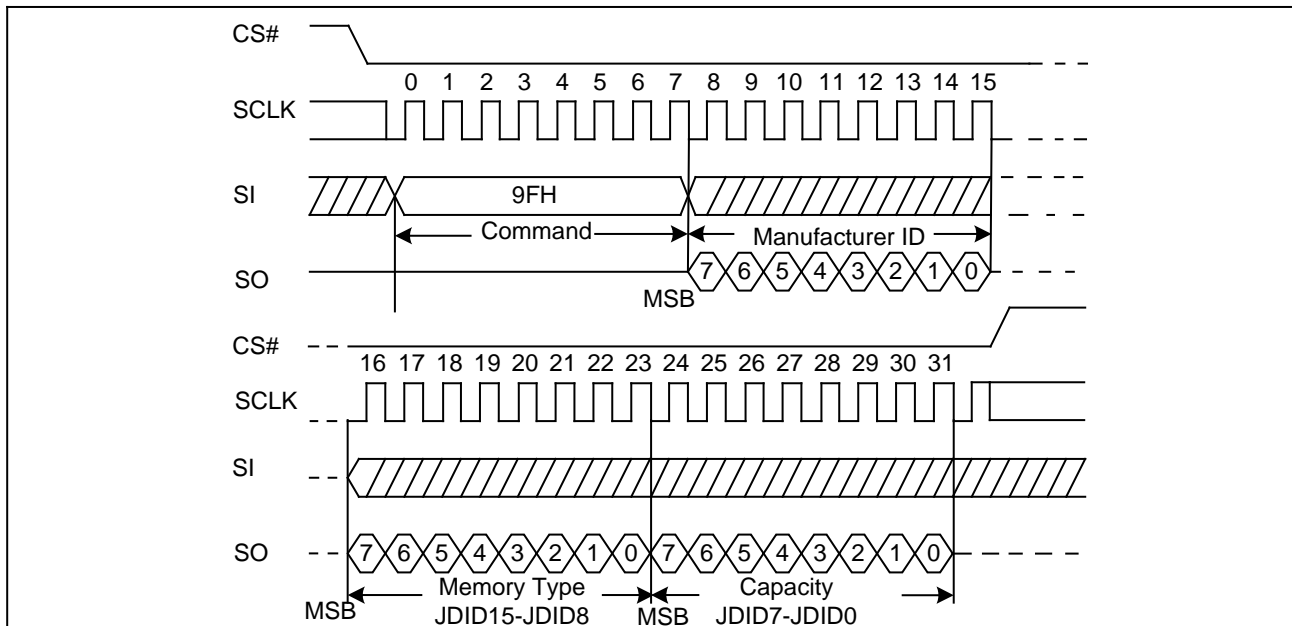 CS#
0 1 2 3 4 5 6 7 8 9 10 11 12 13 14 15
SCLK
SI 9FH
Command Manufacturer ID
SO 7 6 5 4 3 2 1 0
MSB
CS#
16 17 18 19 20 21 22 23 24 25 26 27 28 29 30 31
SCLK
SI
SO 7 6 5 4 3 2 1 0 7 6 5 4 3 2 1 0
Memory Type Capacity
MSB JDID15-JDID8 MSB JDID7-JDID0